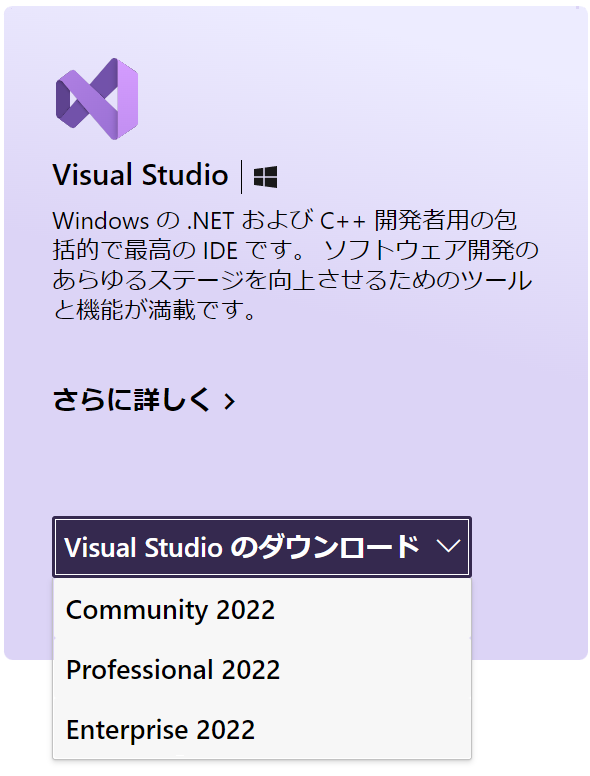 Visual Studio
Windows の .NET および C++ 開発者用の包
括的で最高の IDE です。 ソフトウェア開発の
あらゆるステージを向上させるためのツール
と機能が満載です。
さらに詳しく
Visual Studio のダウンロード
Community 2022
Professional 2022
Enterprise 2022